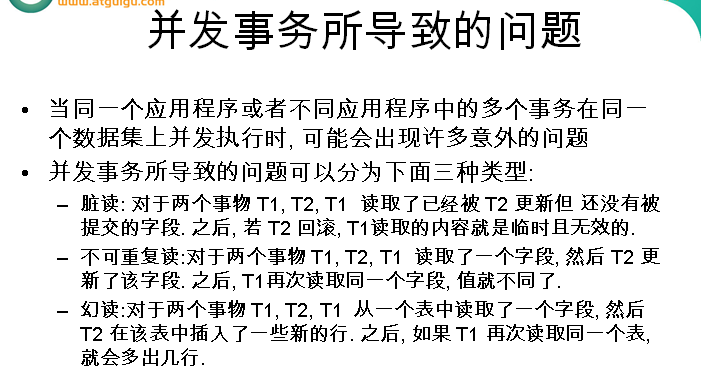 www.atguigu.com
并发事务所导致的问题
• 当同一个应用程序或者不同应用程序中的多个事务在同一
个数据集上并发执行时, 可能会出现许多意外的问题
• 并发事务所导致的问题可以分为下面三种类型:
– 脏读: 对于两个事物 T1, T2, T1 读取了已经被 T2 更新但 还没有被
提交的字段. 之后, 若 T2 回滚, T1读取的内容就是临时且无效的.
– 不可重复读:对于两个事物 T1, T2, T1 读取了一个字段, 然后 T2 更
新了该字段. 之后, T1再次读取同一个字段, 值就不同了.
– 幻读:对于两个事物 T1, T2, T1 从一个表中读取了一个字段, 然后
T2 在该表中插入了一些新的行. 之后, 如果 T1 再次读取同一个表,
就会多出几行.